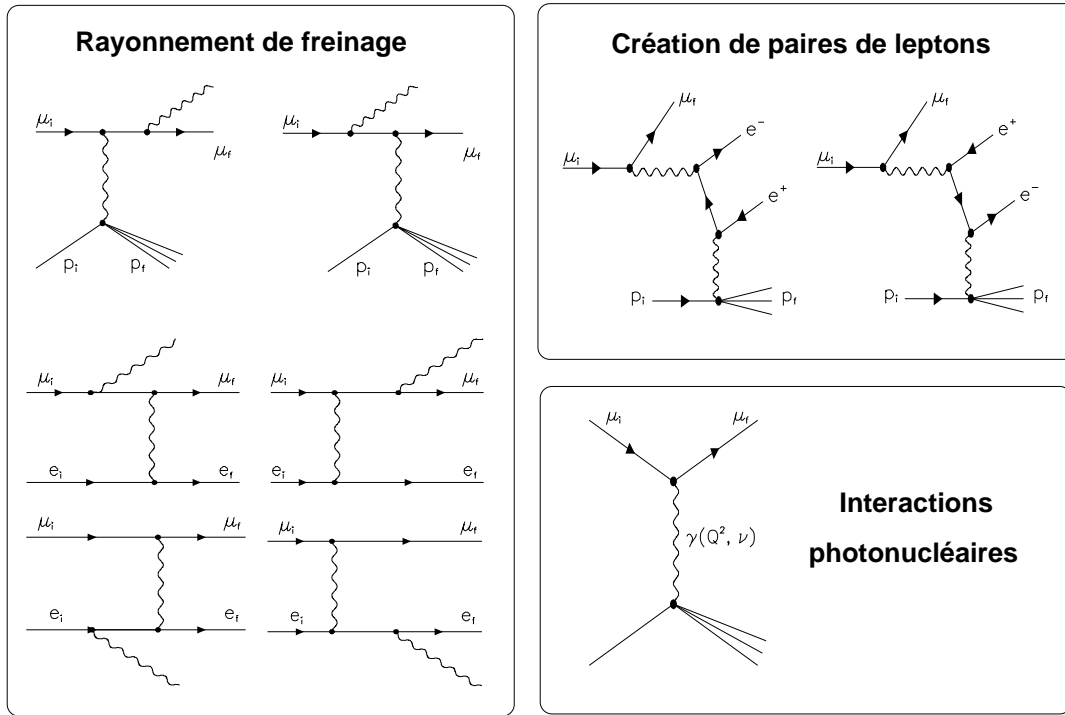 Rayonnement de freinage
μi μf μi μf
pi pf pi pf
μi μf μi μf
ei ef ei ef
μi μf μi μf
ei ef ei ef
Création de paires de leptons
μi μf e- e+
pi pf
μi μf e+ e-
pi pf
μi μf
γ(Q², ν)
Interactions
photonucléaires